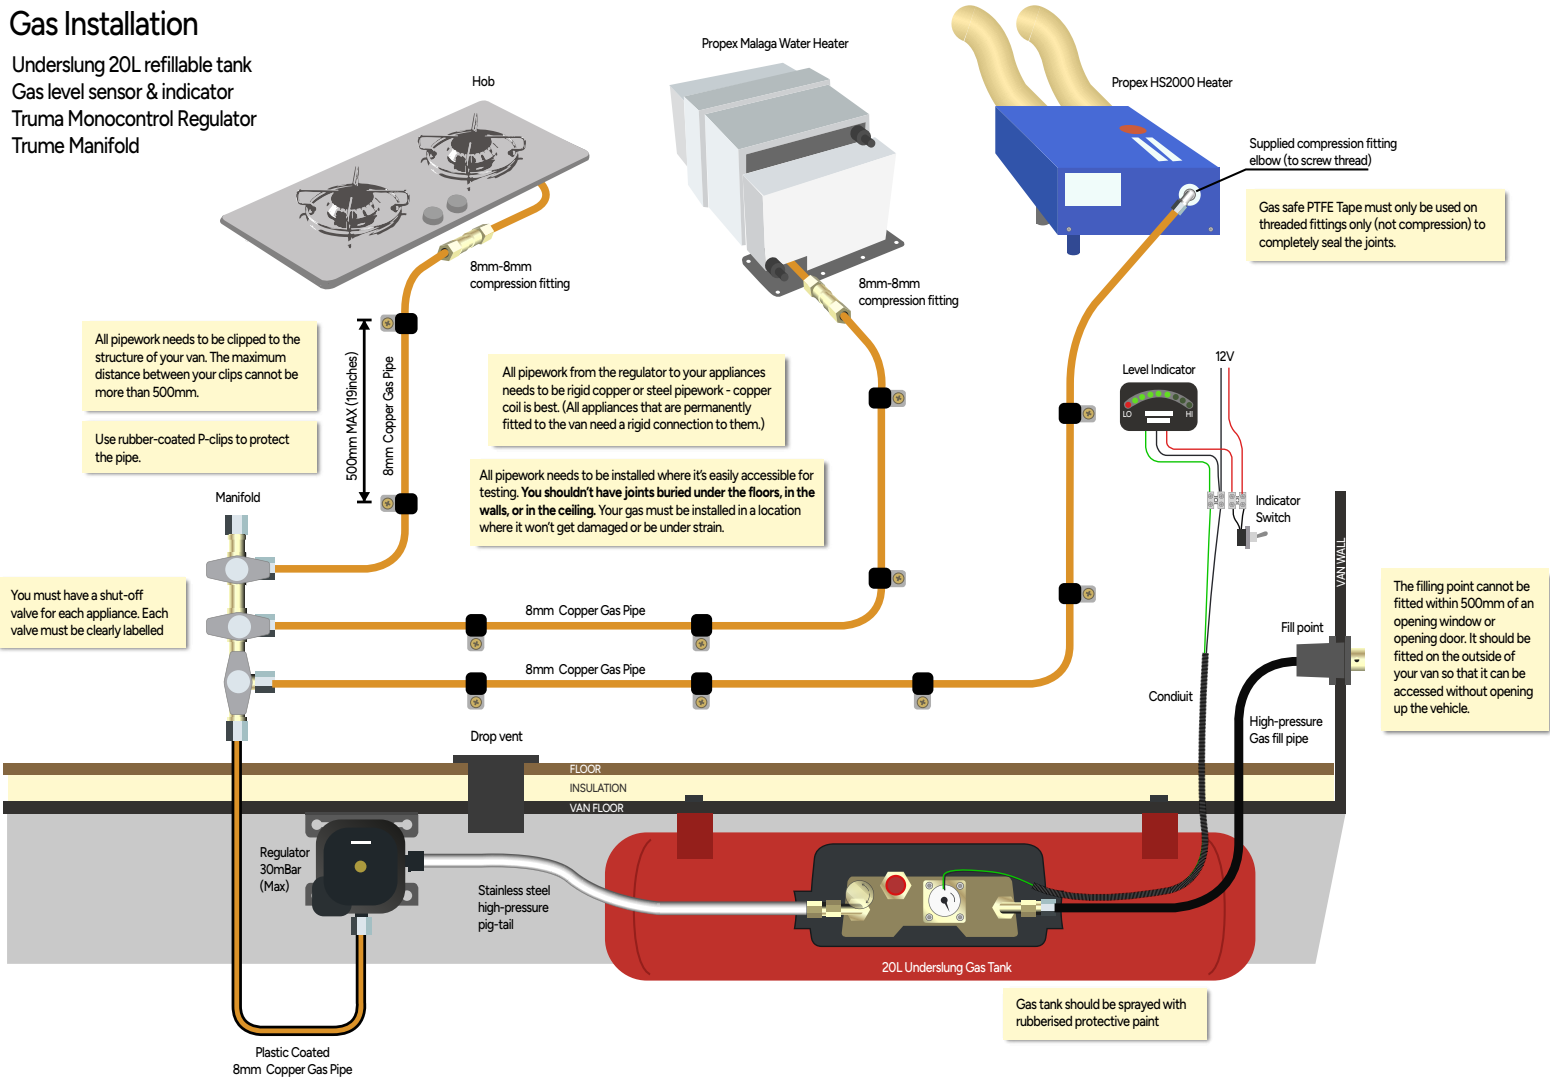 Gas Installation
Underslung 20L refillable tank
Gas level sensor & indicator
Truma Monocontrol Regulator
Trume Manifold
Hob
Propex Malaga Water Heater
Propex HS2000 Heater
Supplied compression fitting
elbow (to screw thread)
Gas safe PTFE Tape must only be used on
threaded fittings only (not compression) to
completely seal the joints.
8mm-8mm
compression fitting
8mm-8mm
compression fitting
All pipework needs to be clipped to the
structure of your van. The maximum
distance between your clips cannot be
more than 500mm.
Use rubber-coated P-clips to protect
the pipe.
500mm MAX (19inches)
8mm Copper Gas Pipe
All pipework from the regulator to your appliances
needs to be rigid copper or steel pipework - copper
coil is best. (All appliances that are permanently
fitted to the van need a rigid connection to them.)
All pipework needs to be installed where it's easily accessible for
testing. You shouldn't have joints buried under the floors, in the
walls, or in the ceiling. Your gas must be installed in a location
where it won't get damaged or be under strain.
12V
Level Indicator
LO
HI
Indicator
Switch
Manifold
You must have a shut-off
valve for each appliance. Each
valve must be clearly labelled
8mm Copper Gas Pipe
8mm Copper Gas Pipe
VAN WALL
The filling point cannot be
fitted within 500mm of an
opening window or
opening door. It should be
fitted on the outside of
your van so that it can be
accessed without opening
up the vehicle.
Fill point
Condiuit
High-pressure
Gas fill pipe
Drop vent
FLOOR
INSULATION
VAN FLOOR
Regulator
30mBar
(Max)
Stainless steel
high-pressure
pig-tail
20L Underslung Gas Tank
Gas tank should be sprayed with
rubberised protective paint
Plastic Coated
8mm Copper Gas Pipe